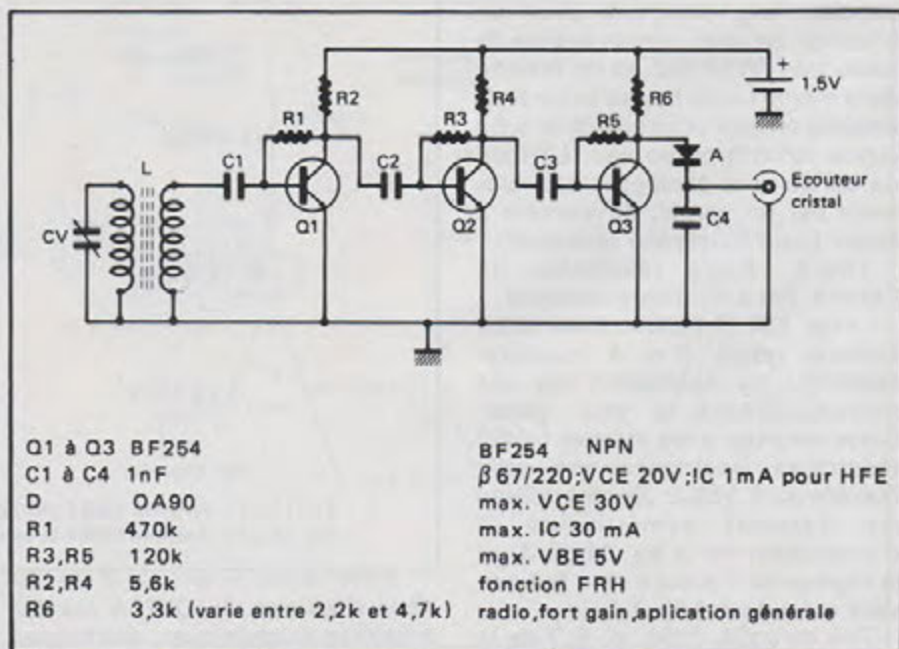 R2
R4
R6
+
1,5V
R1
R3
R5
L
C1
C2
C3
A
Ecouteur
cristal
CV
Q1
Q2
Q3
C4
Q1 à Q3 BF254
C1 à C4 1nF
D OA90
R1 470k
R3,R5 120k
R2,R4 5,6k
R6 3,3k (varie entre 2,2k et 4,7k)
BF254 NPN
β 67/220;VCE 20V;IC 1mA pour HFE
max. VCE 30V
max. IC 30 mA
max. VBE 5V
fonction FRH
radio,fort gain,aplication générale